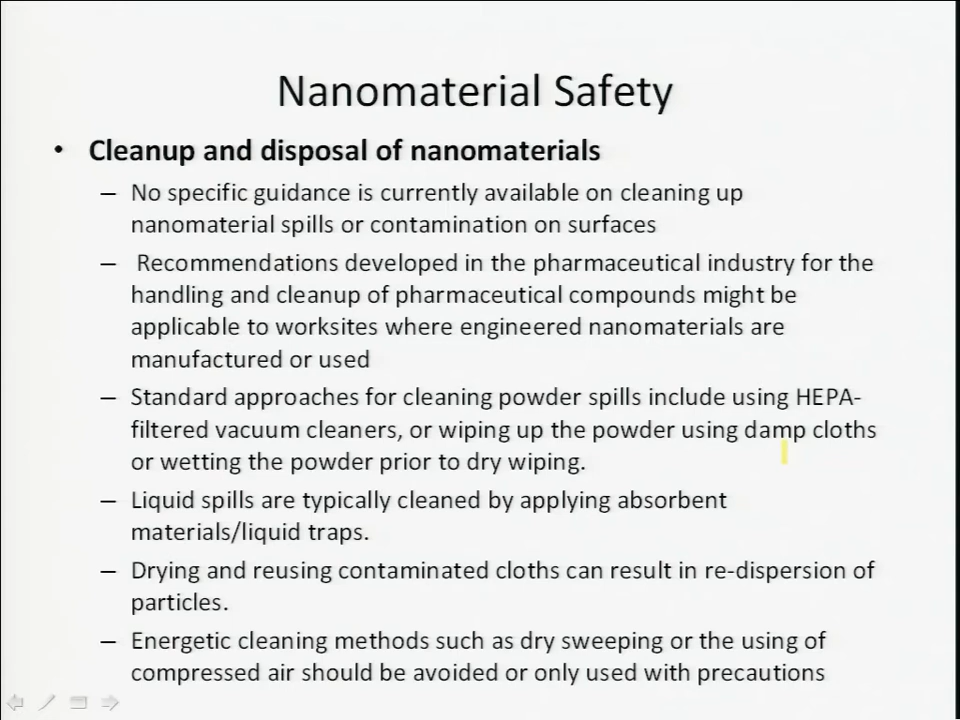 Nanomaterial Safety
• Cleanup and disposal of nanomaterials
– No specific guidance is currently available on cleaning up
nanomaterial spills or contamination on surfaces
– Recommendations developed in the pharmaceutical industry for the
handling and cleanup of pharmaceutical compounds might be
applicable to worksites where engineered nanomaterials are
manufactured or used
– Standard approaches for cleaning powder spills include using HEPA-
filtered vacuum cleaners, or wiping up the powder using damp cloths
or wetting the powder prior to dry wiping.
– Liquid spills are typically cleaned by applying absorbent
materials/liquid traps.
– Drying and reusing contaminated cloths can result in re-dispersion of
particles.
– Energetic cleaning methods such as dry sweeping or the using of
compressed air should be avoided or only used with precautions